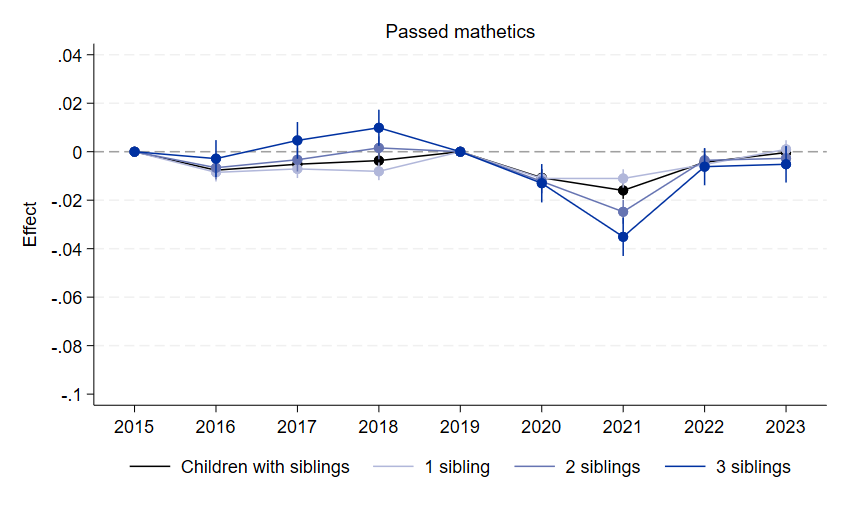 Passed mathetics
.04
.02
0
-.02
-.04
-.06
-.08
-.1
Effect
2015 2016 2017 2018 2019 2020 2021 2022 2023
Children with siblings 1 sibling 2 siblings 3 siblings